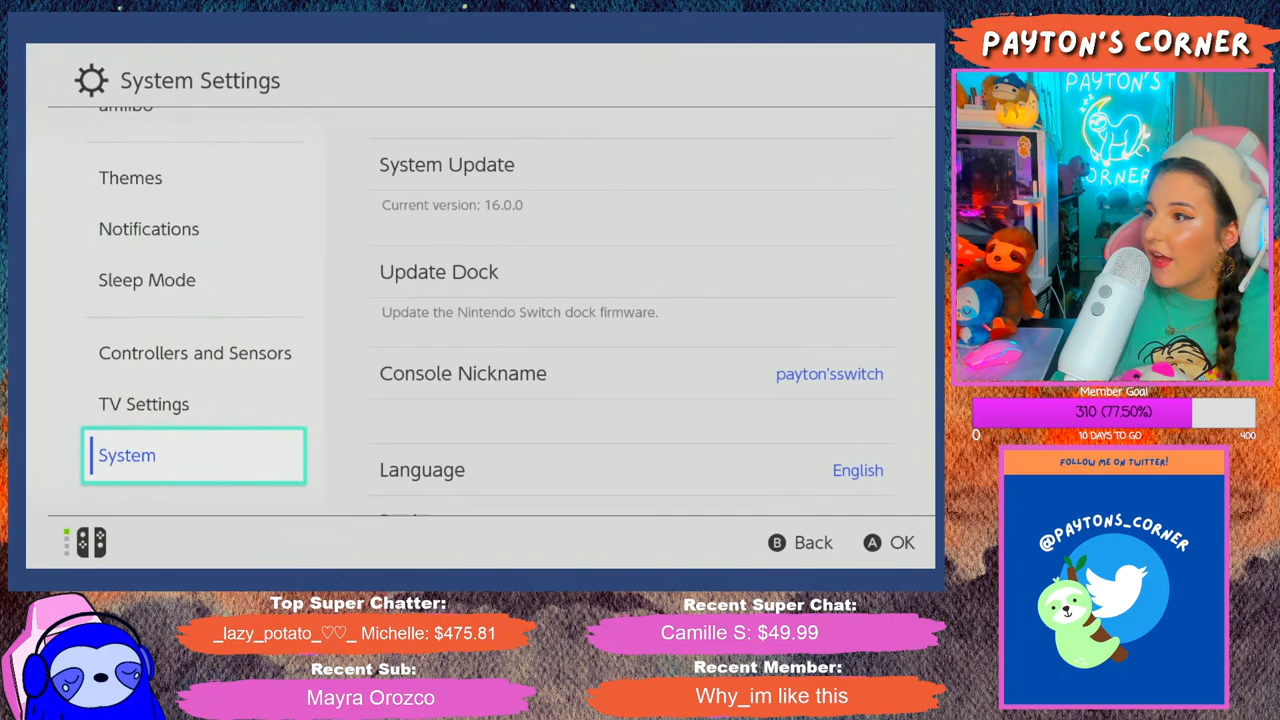 System Settings
amiibo
Themes
Notifications
Sleep Mode
Controllers and Sensors
TV Settings
System
System Update
Current version: 16.0.0
Update Dock
Update the Nintendo Switch dock firmware.
Console Nickname
payton'sswitch
Language
English
B Back
A OK
PAYTON'S CORNER
PAYTON'S
ORNER
Member Goal
310 (77.50%)
0
10 DAYS TO GO
400
FOLLOW ME ON TWITTER!
@PAYTONS_CORNER
Top Super Chatter:
_lazy_potato_♡♡_ Michelle: $475.81
Recent Sub:
Mayra Orozco
Recent Super Chat:
Camille S: $49.99
Recent Member:
Why_im like this